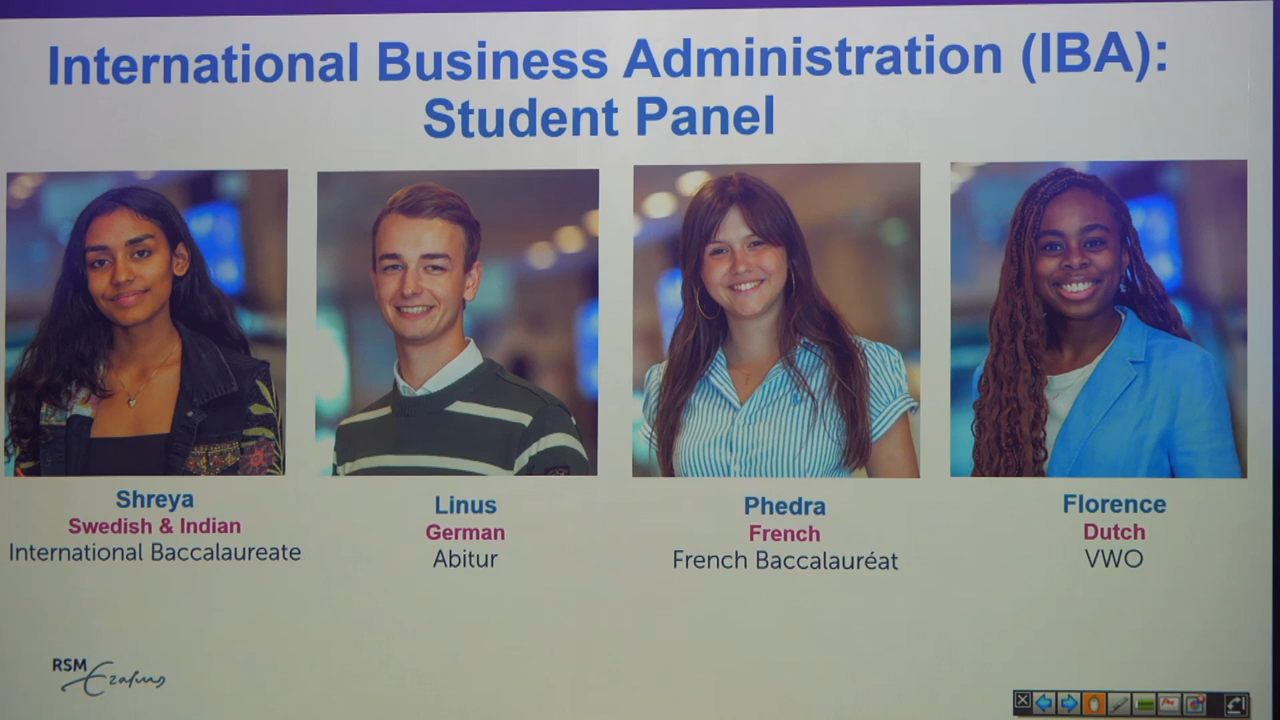 International Business Administration (IBA):
Student Panel
Shreya
Swedish & Indian
International Baccalaureate
Linus
German
Abitur
Phedra
French
French Baccalauréat
Florence
Dutch
VWO
RSM
Erasmus